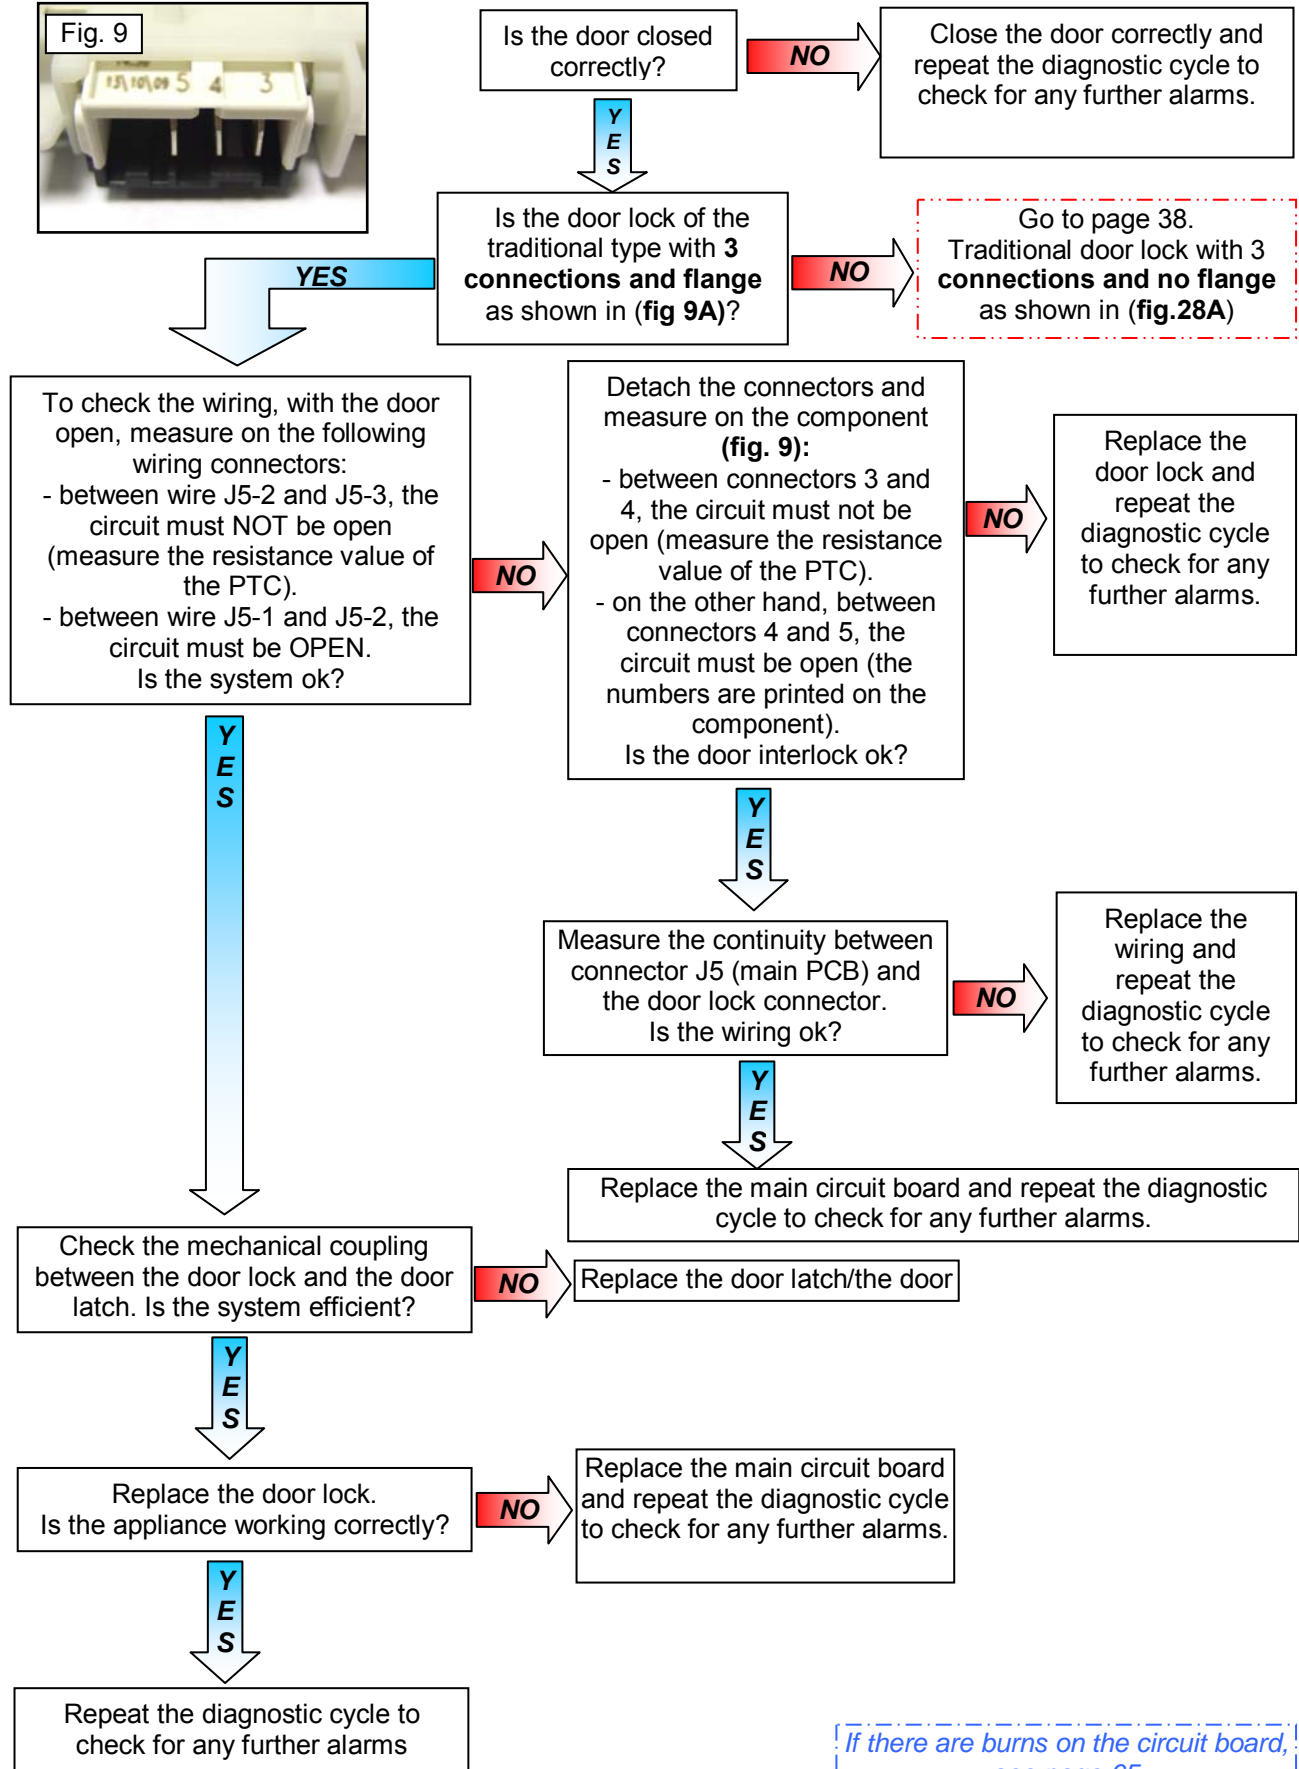 Fig. 9
13\10\09 5 4 3
Is the door closed
correctly?
NO
Close the door correctly and
repeat the diagnostic cycle to
check for any further alarms.
YES
Is the door lock of the
traditional type with 3
connections and flange
as shown in (fig 9A)?
NO
Go to page 38.
Traditional door lock with 3
connections and no flange
as shown in (fig.28A)
YES
To check the wiring, with the door
open, measure on the following
wiring connectors:
- between wire J5-2 and J5-3, the
circuit must NOT be open
(measure the resistance value of
the PTC).
- between wire J5-1 and J5-2, the
circuit must be OPEN.
Is the system ok?
NO
Detach the connectors and
measure on the component
(fig. 9):
- between connectors 3 and
4, the circuit must not be
open (measure the resistance
value of the PTC).
- on the other hand, between
connectors 4 and 5, the
circuit must be open (the
numbers are printed on the
component).
Is the door interlock ok?
NO
Replace the
door lock and
repeat the
diagnostic cycle
to check for any
further alarms.
YES
YES
Measure the continuity between
connector J5 (main PCB) and
the door lock connector.
Is the wiring ok?
NO
Replace the
wiring and
repeat the
diagnostic cycle
to check for any
further alarms.
YES
Replace the main circuit board and repeat the diagnostic
cycle to check for any further alarms.
Check the mechanical coupling
between the door lock and the door
latch. Is the system efficient?
NO
Replace the door latch/the door
YES
Replace the door lock.
Is the appliance working correctly?
NO
Replace the main circuit board
and repeat the diagnostic cycle
to check for any further alarms.
YES
Repeat the diagnostic cycle to
check for any further alarms
If there are burns on the circuit board,